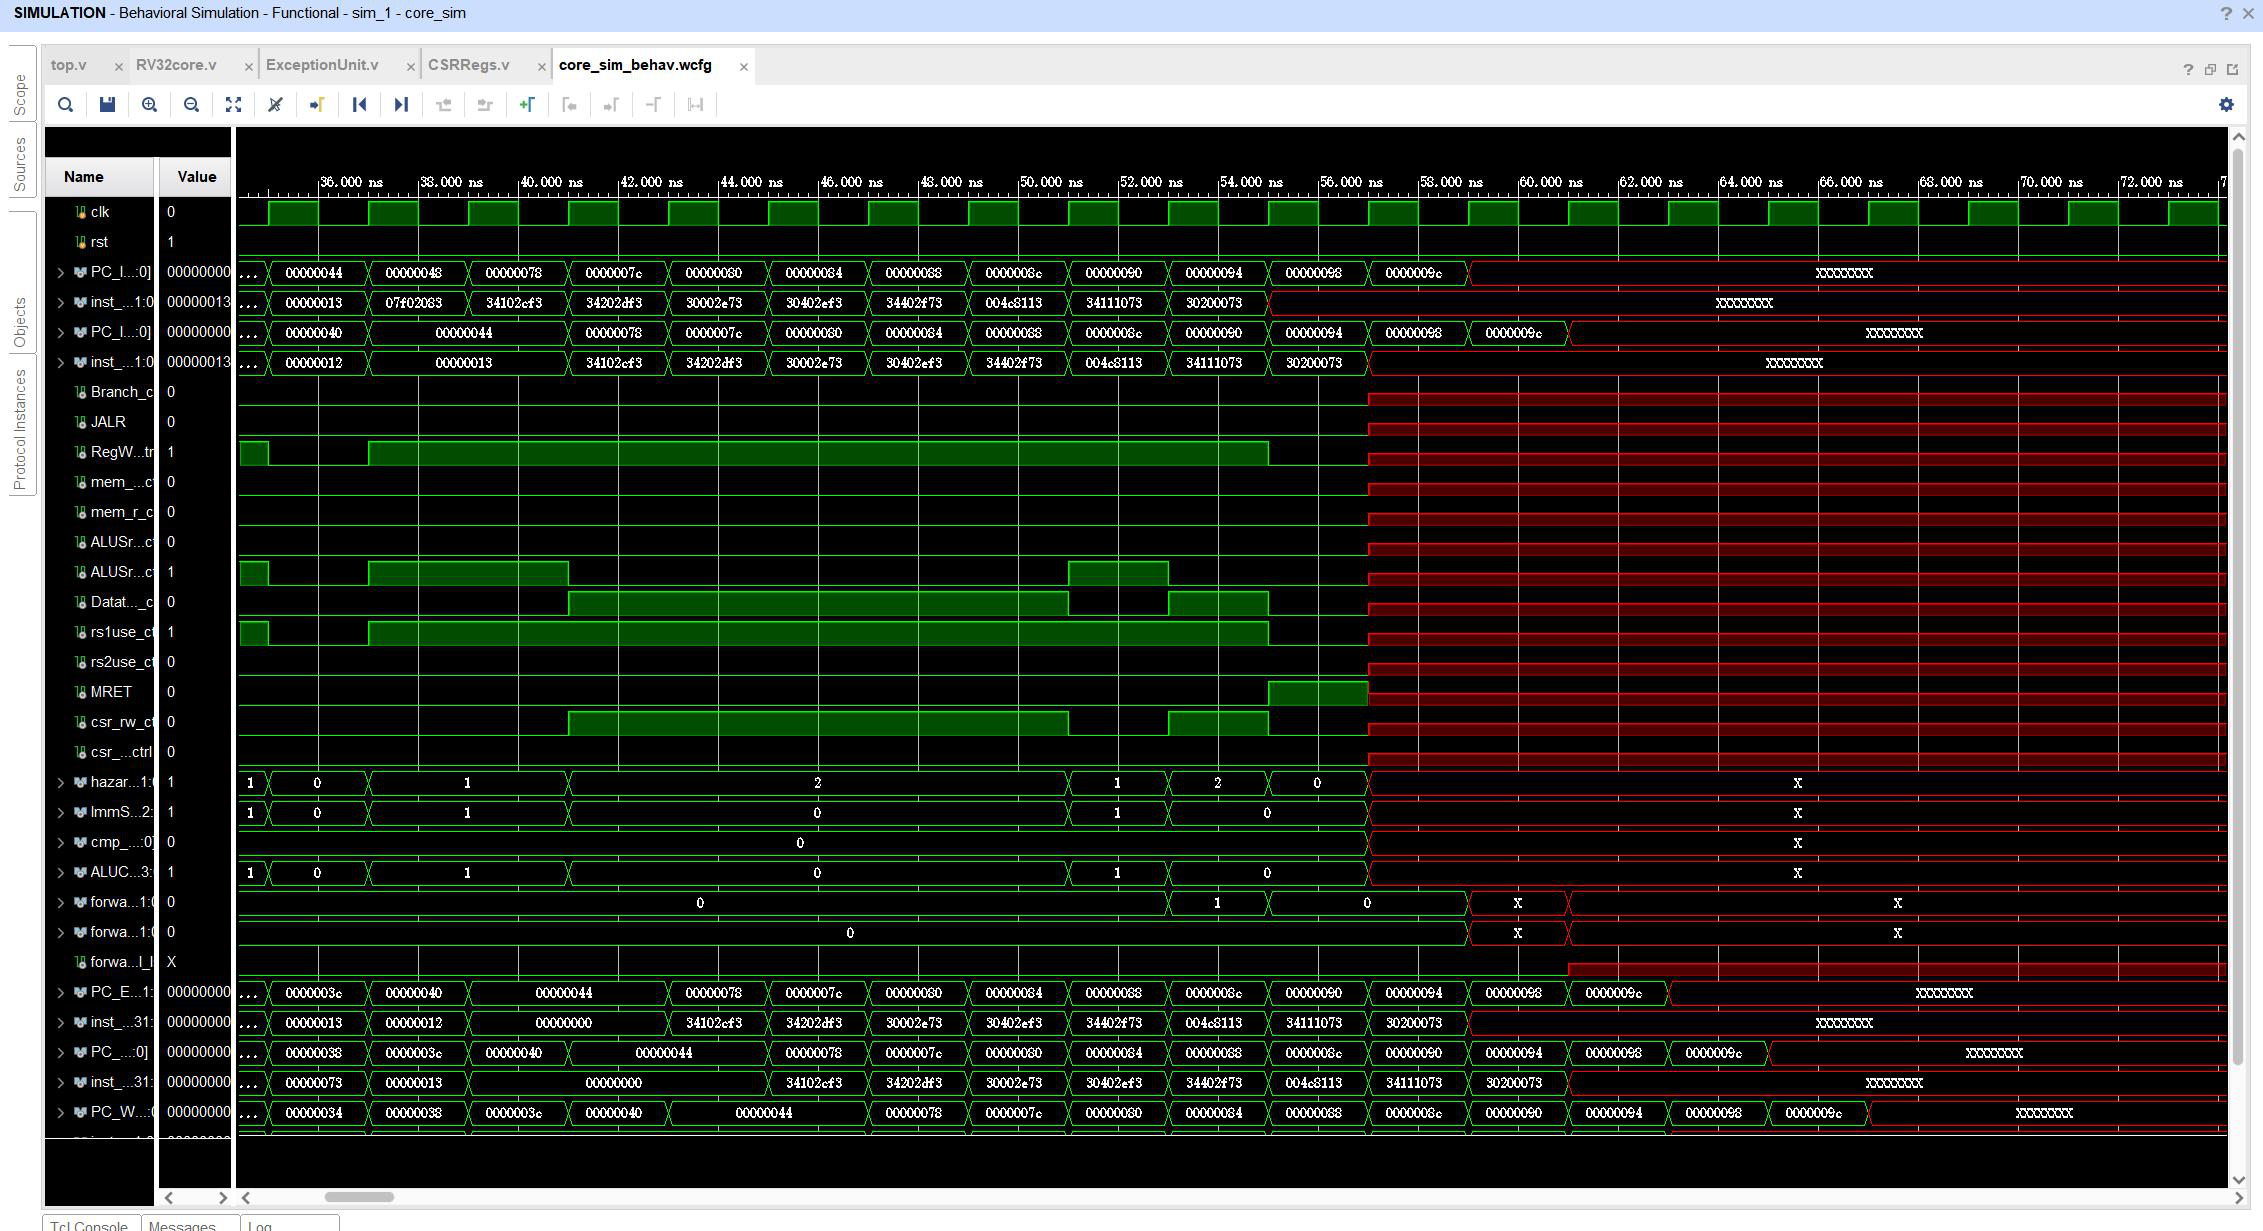 SIMULATION - Behavioral Simulation - Functional - sim_1 - core_sim
top.v RV32core.v ExceptionUnit.v CSRRegs.v core_sim_behav.wcfg
Scope
Sources
Objects
Protocol Instances
Name Value
36.000 ns 38.000 ns 40.000 ns 42.000 ns 44.000 ns 46.000 ns 48.000 ns 50.000 ns 52.000 ns 54.000 ns 56.000 ns 58.000 ns 60.000 ns 62.000 ns 64.000 ns 66.000 ns 68.000 ns 70.000 ns 72.000 ns 7
clk 0
rst 1
PC_I...:0] 00000000 ... 00000044 00000048 00000078 0000007c 00000080 00000084 00000088 0000008c 00000090 00000094 00000098 0000009c XXXXXXXX
inst_...1:0 00000013 ... 00000013 07f02083 34102cf3 34202df3 30002e73 30402ef3 34402f73 004c8113 34111073 30200073 XXXXXXXX
PC_I...:0] 00000000 ... 00000040 00000044 00000078 0000007c 00000080 00000084 00000088 0000008c 00000090 00000094 00000098 0000009c XXXXXXXX
inst_...1:0 00000013 ... 00000012 00000013 34102cf3 34202df3 30002e73 30402ef3 34402f73 004c8113 34111073 30200073 XXXXXXXX
Branch_c 0
JALR 0
RegW...tr 1
mem_...c 0
mem_r_c 0
ALUSr...c 0
ALUSr...c 1
Datat..._c 0
rs1use_ct 1
rs2use_ct 0
MRET 0
csr_rw_ct 0
csr_...ctrl 0
hazar...1: 1 1 0 1 2 1 2 0 X
ImmS...2: 1 1 0 1 0 1 0 X
cmp_...:0] 0 0 X
ALUC...3: 1 1 0 1 0 1 0 X
forwa...1:0 0 0 1 0 X X
forwa...1:0 0 0 X X
forwa...l_l X
PC_E...1: 00000000 ... 0000003c 00000040 00000044 00000078 0000007c 00000080 00000084 00000088 0000008c 00000090 00000094 00000098 0000009c XXXXXXXX
inst_...31: 00000000 ... 00000013 00000012 00000000 34102cf3 34202df3 30002e73 30402ef3 34402f73 004c8113 34111073 30200073 XXXXXXXX
PC_...:0] 00000000 ... 00000038 0000003c 00000040 00000044 00000078 0000007c 00000080 00000084 00000088 0000008c 00000090 00000094 00000098 0000009c XXXXXXXX
inst_...31: 00000000 ... 00000073 00000013 00000000 34102cf3 34202df3 30002e73 30402ef3 34402f73 004c8113 34111073 30200073 XXXXXXXX
PC_W...:0 00000000 ... 00000034 00000038 0000003c 00000040 00000044 00000078 0000007c 00000080 00000084 00000088 0000008c 00000090 00000094 00000098 0000009c XXXXXXXX
Tcl Console Messages Log